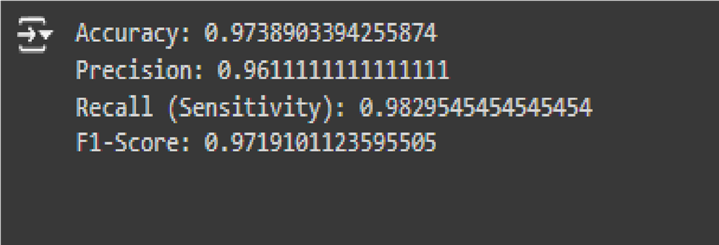 Accuracy: 0.9738903394255874
Precision: 0.9611111111111111
Recall (Sensitivity): 0.9829545454545454
F1-Score: 0.9719101123595505